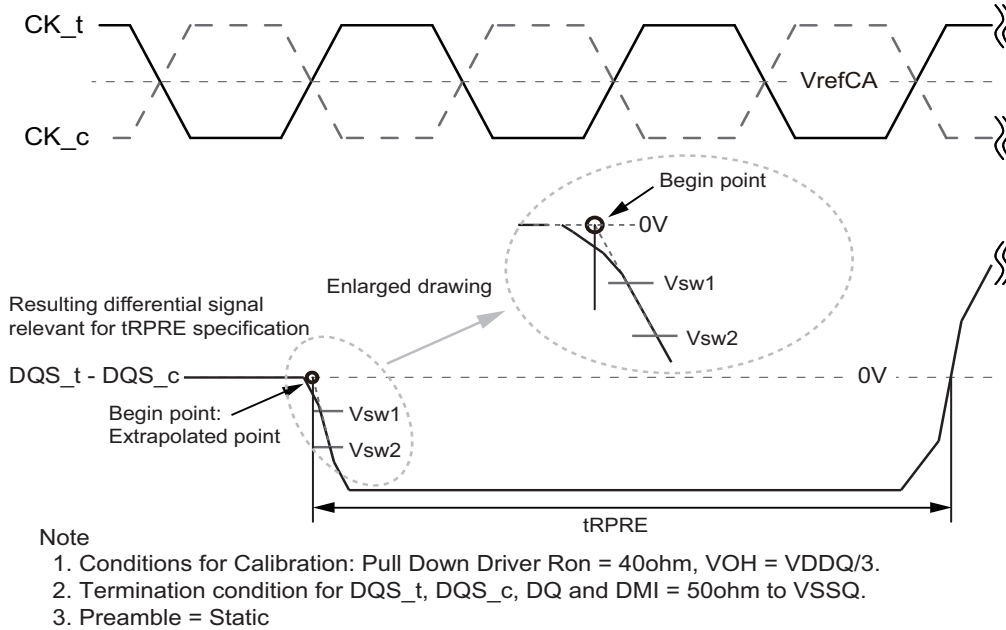 CK_t
VrefCA
CK_c
Begin point
0V
Vsw1
Vsw2
Enlarged drawing
Resulting differential signal
relevant for tRPRE specification
DQS_t - DQS_c
0V
Begin point:
Extrapolated point
Vsw1
Vsw2
tRPRE
Note
1. Conditions for Calibration: Pull Down Driver Ron = 40ohm, VOH = VDDQ/3.
2. Termination condition for DQS_t, DQS_c, DQ and DMI = 50ohm to VSSQ.
3. Preamble = Static